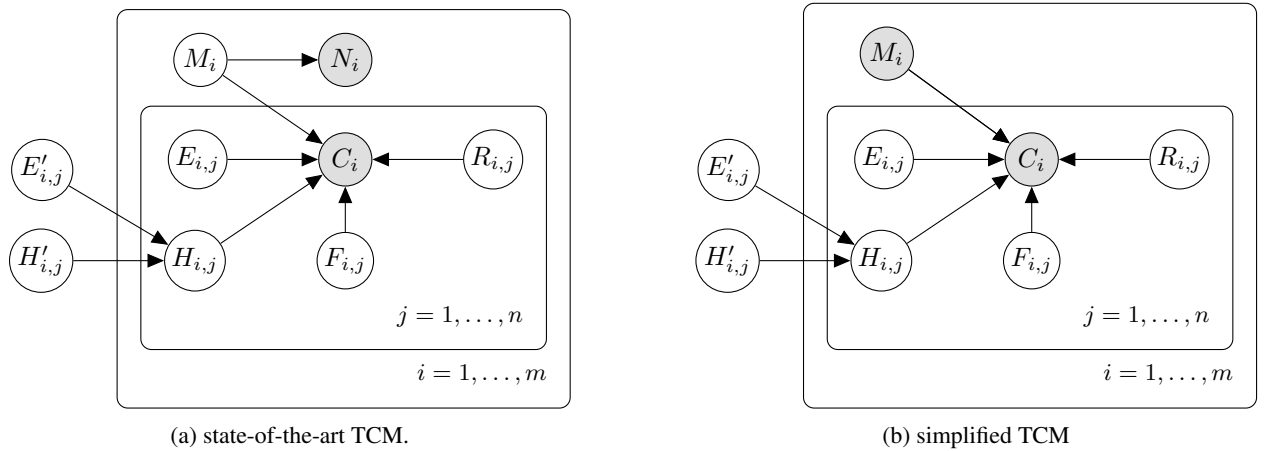 M_i N_i
E_{i,j} C_i R_{i,j}
E'_{i,j}
H'_{i,j} H_{i,j} F_{i,j}
j = 1, . . . , n
i = 1, . . . , m
(a) state-of-the-art TCM.
M_i
E_{i,j} C_i R_{i,j}
E'_{i,j}
H'_{i,j} H_{i,j} F_{i,j}
j = 1, . . . , n
i = 1, . . . , m
(b) simplified TCM